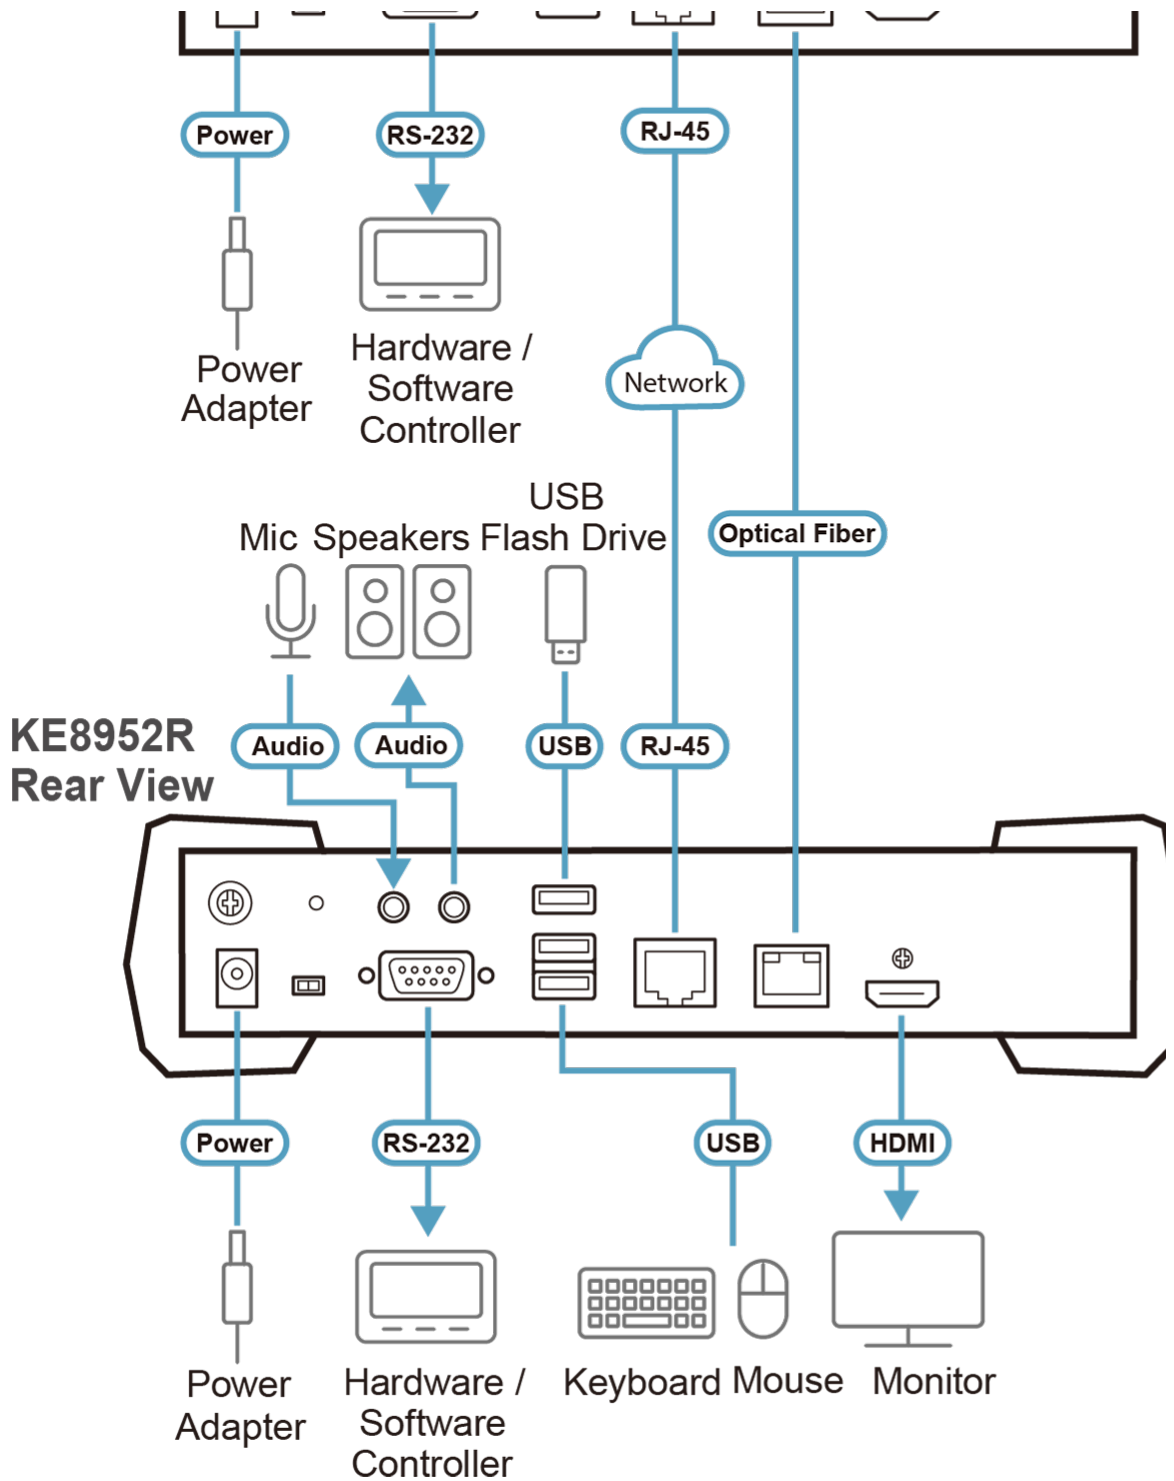 Power
RS-232
RJ-45
Power
Adapter
Hardware /
Software
Controller
Network
Optical Fiber
Mic
Speakers
USB
Flash Drive
KE8952R
Rear View
Audio
Audio
USB
RJ-45
Power
RS-232
USB
HDMI
Power
Adapter
Hardware /
Software
Controller
Keyboard
Mouse
Monitor